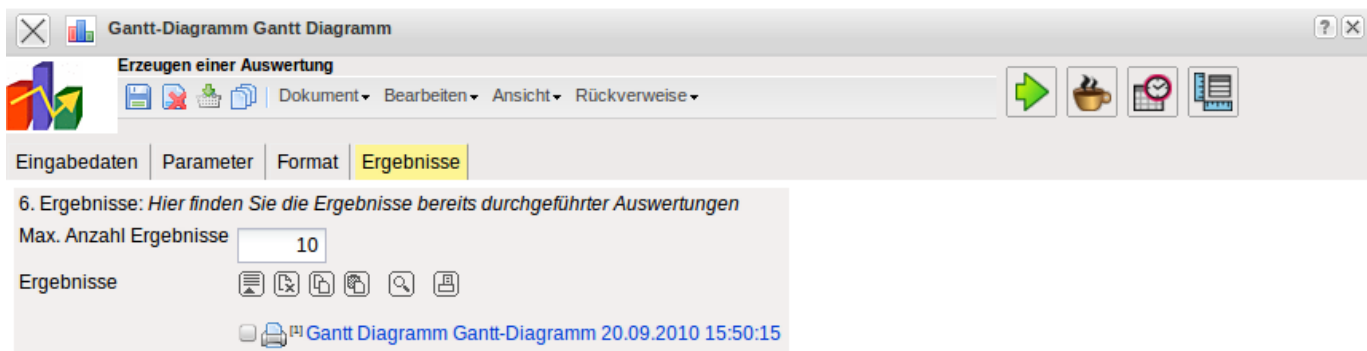 Gantt-Diagramm Gantt Diagramm
?
Erzeugen einer Auswertung
Dokument Bearbeiten Ansicht Rückverweise
Eingabedaten Parameter Format Ergebnisse
6. Ergebnisse: Hier finden Sie die Ergebnisse bereits durchgeführter Auswertungen
Max. Anzahl Ergebnisse 10
Ergebnisse
[1] Gantt Diagramm Gantt-Diagramm 20.09.2010 15:50:15